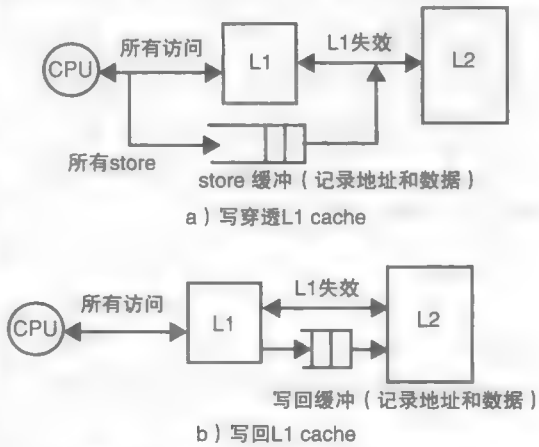 所有访问
L1失效
CPU
L1
L2
所有store
store 缓冲（记录地址和数据）
a）写穿透L1 cache
所有访问
L1失效
CPU
L1
L2
写回缓冲（记录地址和数据）
b）写回L1 cache